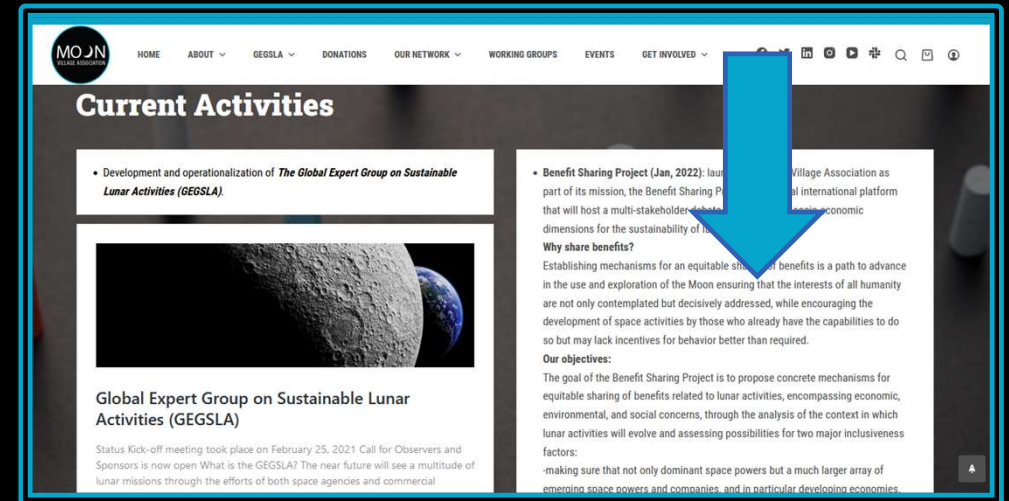 MOON
VILLAGE ASSOCIATION
HOME ABOUT GEGSLA DONATIONS OUR NETWORK WORKING GROUPS EVENTS GET INVOLVED
Current Activities
• Development and operationalization of The Global Expert Group on Sustainable
Lunar Activities (GEGSLA).
Global Expert Group on Sustainable Lunar
Activities (GEGSLA)
Status Kick-off meeting took place on February 25, 2021 Call for Observers and
Sponsors is now open What is the GEGSLA? The near future will see a multitude of
lunar missions through the efforts of both space agencies and commercial
• Benefit Sharing Project (Jan, 2022): Village Association as
part of its mission, the Benefit Sharing international platform
that will host a multi-stakeholder debate economic
dimensions for the sustainability of
Why share benefits?
Establishing mechanisms for an equitable of benefits is a path to advance
in the use and exploration of the Moon ensuring that the interests of all humanity
are not only contemplated but decisively addressed, while encouraging the
development of space activities by those who already have the capabilities to do
so but may lack incentives for behavior better than required.
Our objectives:
The goal of the Benefit Sharing Project is to propose concrete mechanisms for
equitable sharing of benefits related to lunar activities, encompassing economic,
environmental, and social concerns, through the analysis of the context in which
lunar activities will evolve and assessing possibilities for two major inclusiveness
factors:
-making sure that not only dominant space powers but a much larger array of
emerging space powers and companies, and in particular developing economies,